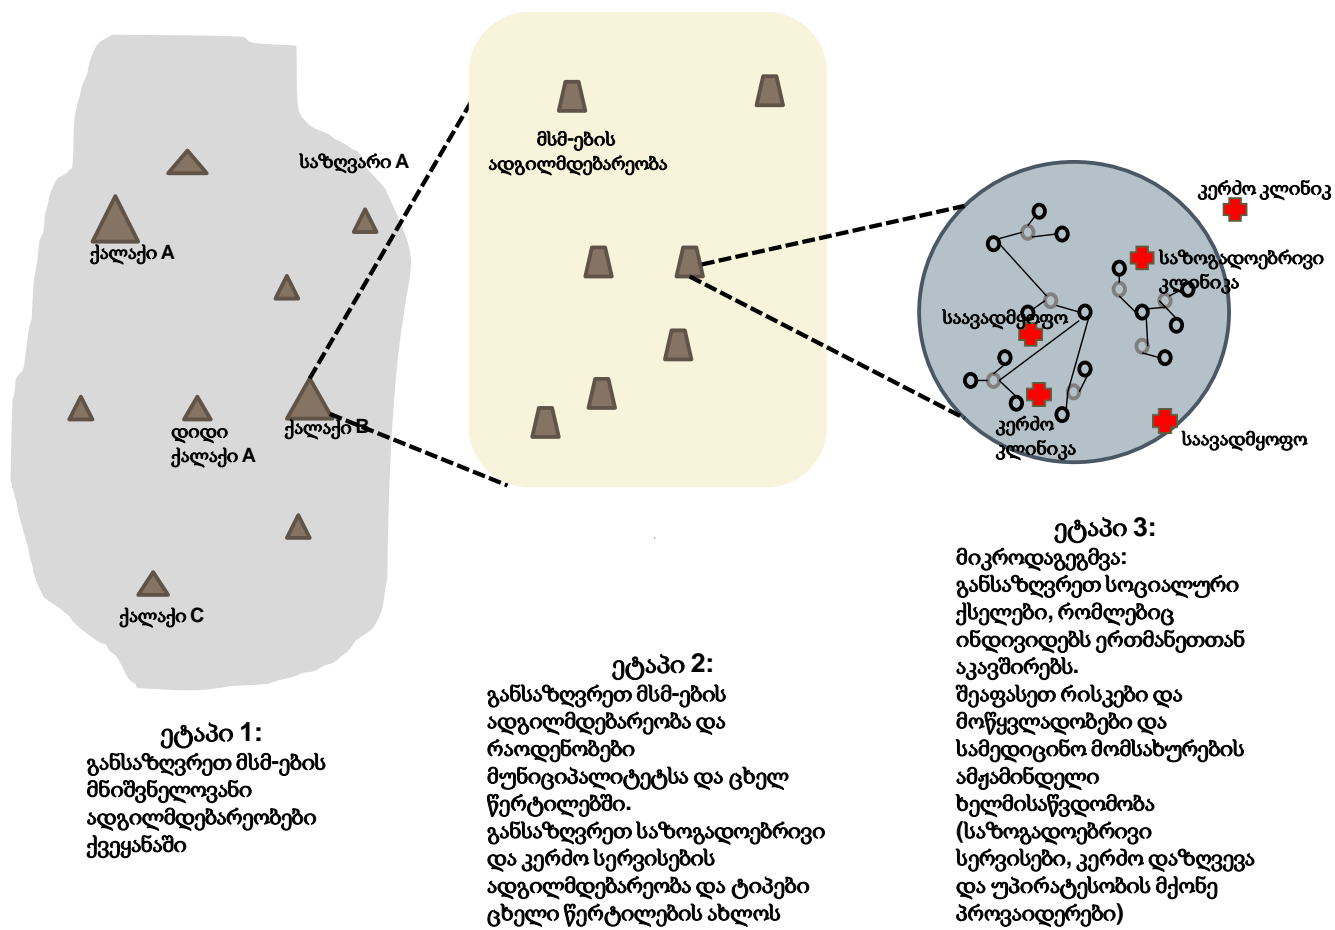 საზღვარი A
ქალაქი A
დიდი
ქალაქი A
ქალაქი B
ქალაქი C
ეტაპი 1:
განსაზღვრეთ მსმ-ების
მნიშვნელოვანი
ადგილმდებარეობები
ქვეყანაში
მსმ-ების
ადგილმდებარეობა
ეტაპი 2:
განსაზღვრეთ მსმ-ების
ადგილმდებარეობა და
რაოდენობები
მუნიციპალიტეტსა და ცხელ
წერტილებში.
განსაზღვრეთ საზოგადოებრივი
და კერძო სერვისების
ადგილმდებარეობა და ტიპები
ცხელი წერტილების ახლოს
კერძო კლინიკ
საზოგადოებრივი
კლინიკა
საავადმყოფო
კერძო
კლინიკა
საავადმყოფო
ეტაპი 3:
მიკროდაგეგმვა:
განსაზღვრეთ სოციალური
ქსელები, რომლებიც
ინდივიდებს ერთმანეთთან
აკავშირებს.
შეაფასეთ რისკები და
მოწყვლადობები და
სამედიცინო მომსახურების
ამჟამინდელი
ხელმისაწვდომობა
(საზოგადოებრივი
სერვისები, კერძო დაზღვევა
და უპირატესობის მქონე
პროვაიდერები)